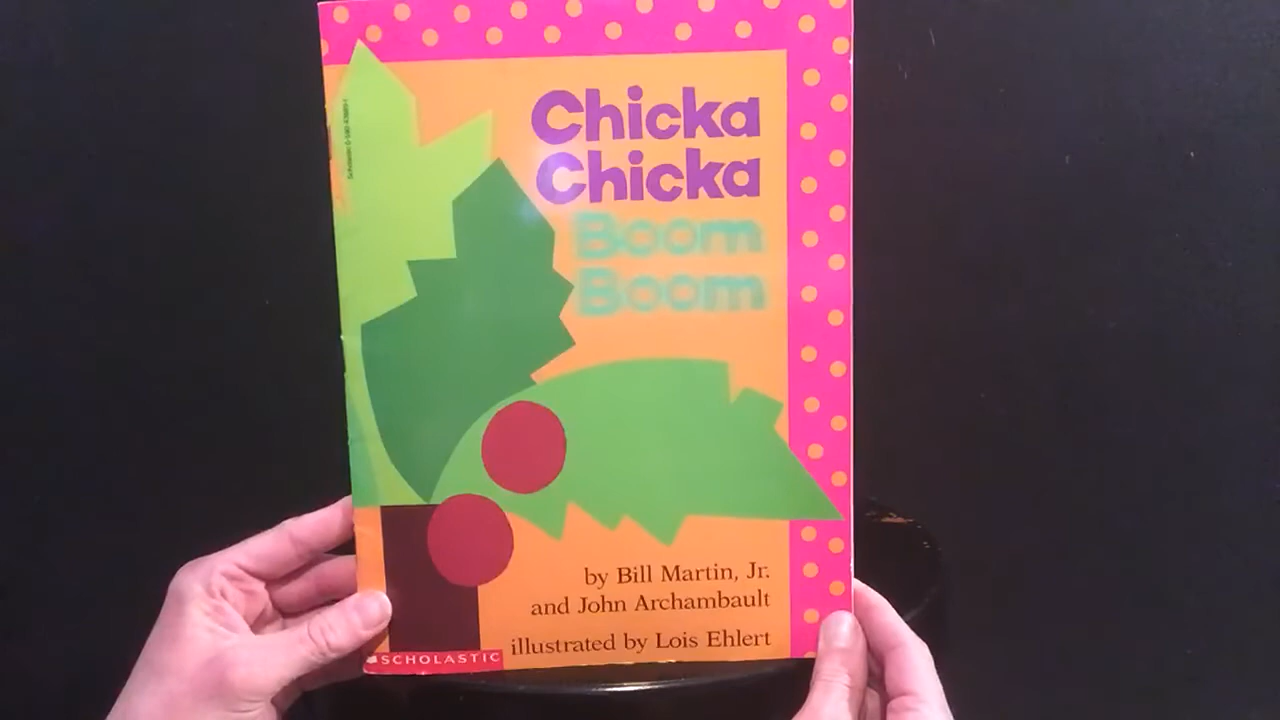 Chicka
Chicka
Boom
Boom
by Bill Martin, Jr.
and John Archambault
illustrated by Lois Ehlert
SCHOLASTIC